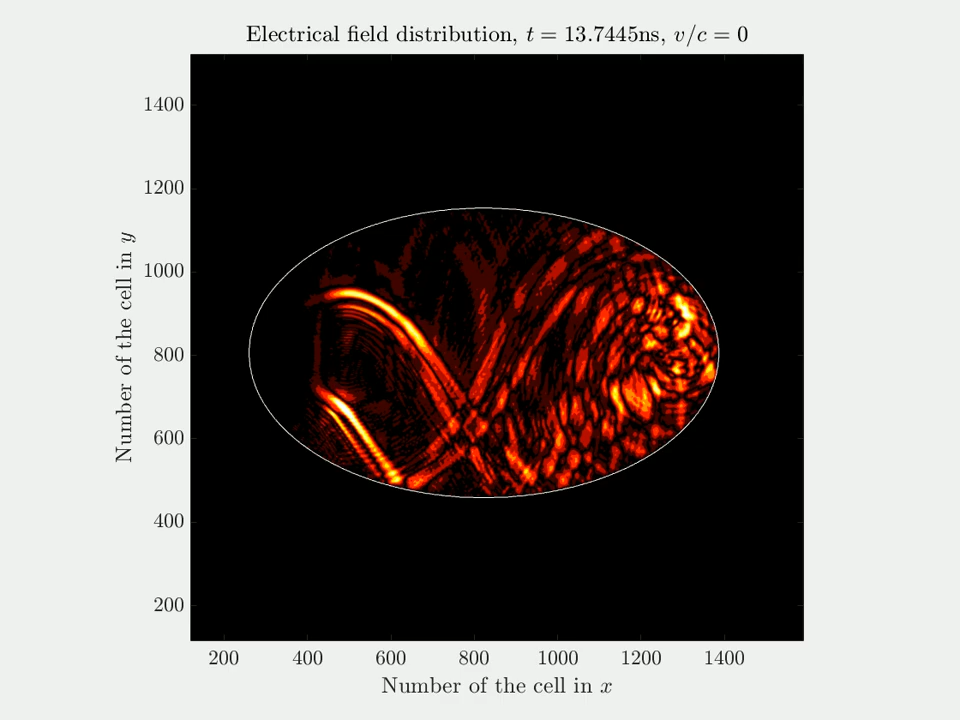 Electrical field distribution, t = 13.7445ns, v/c = 0
1400
1200
1000
800
600
400
200
Number of the cell in y
200 400 600 800 1000 1200 1400
Number of the cell in x